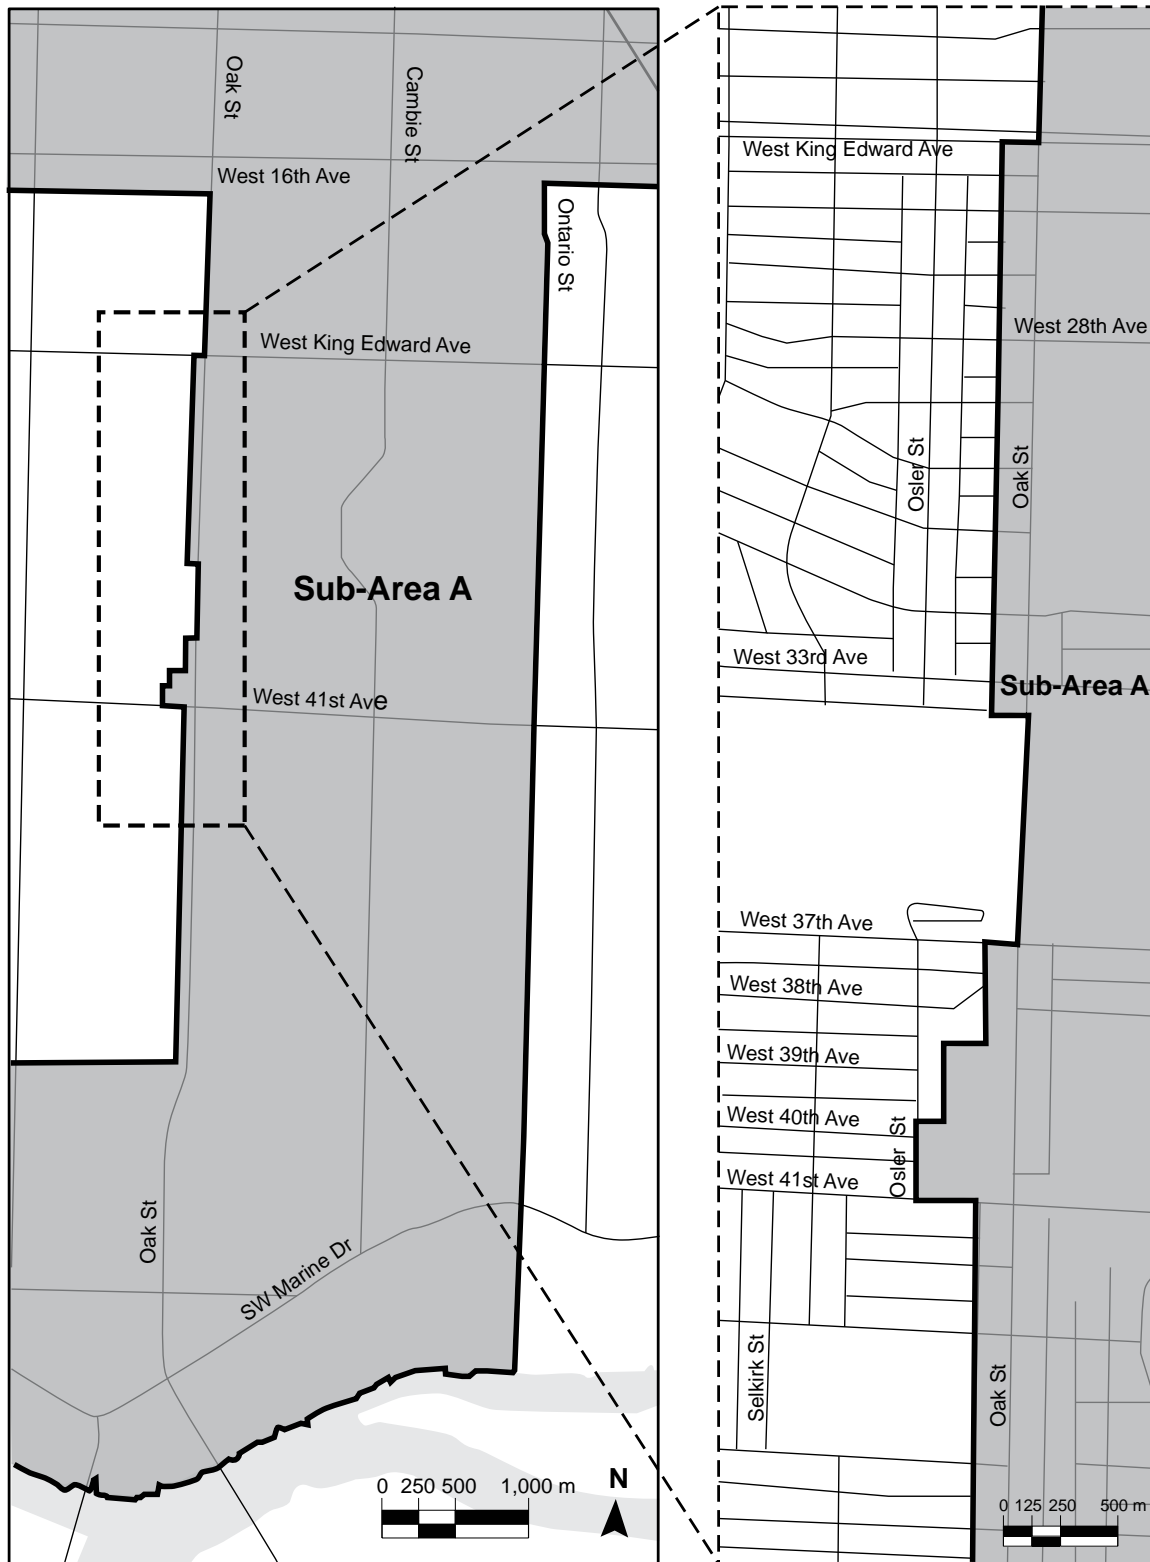 Oak St
Cambie St
West 16th Ave
Ontario St
West King Edward Ave
Sub-Area A
West 41st Ave
Oak St
SW Marine Dr
0 250 500 1,000 m
N
West King Edward Ave
West 28th Ave
Osler St
Oak St
West 33rd Ave
Sub-Area A
West 37th Ave
West 38th Ave
West 39th Ave
West 40th Ave
Osler St
West 41st Ave
Selkirk St
Oak St
0 125 250 500 m